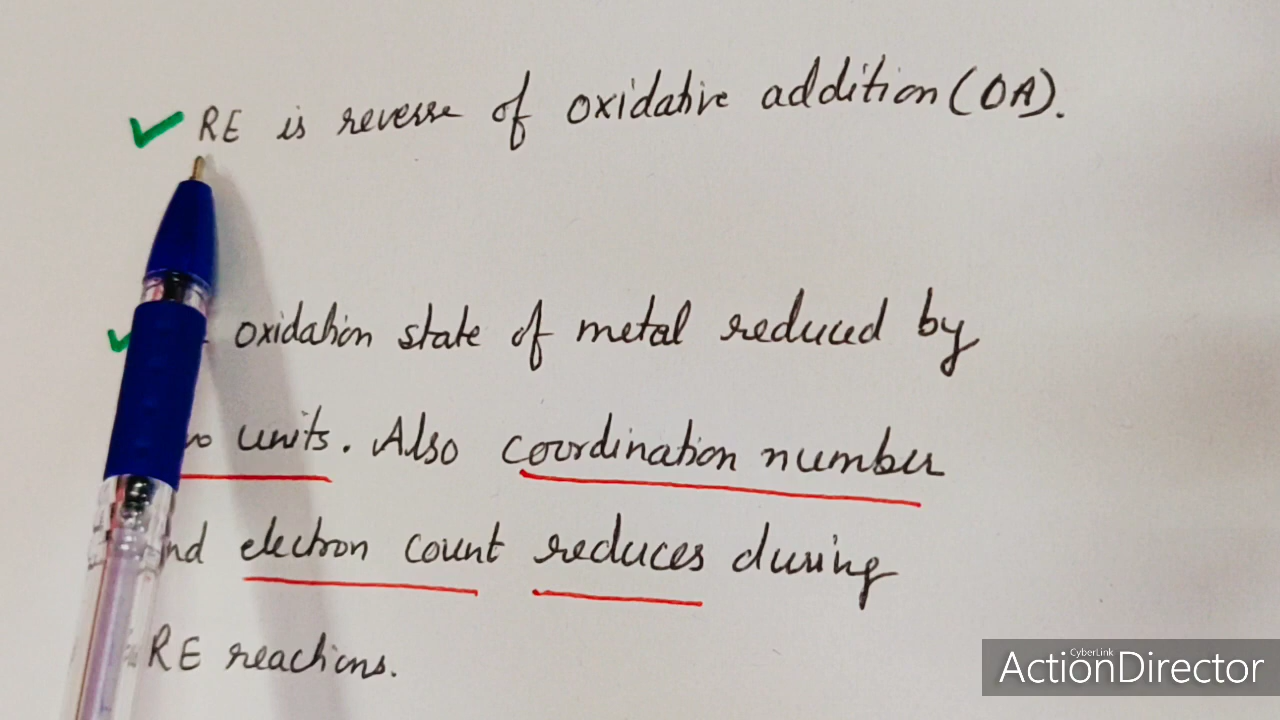 RE is reverse of oxidative addition (OA).
oxidation state of metal reduced by
units. Also coordination number
electron count reduces during
RE reactions.
CyberLink
ActionDirector